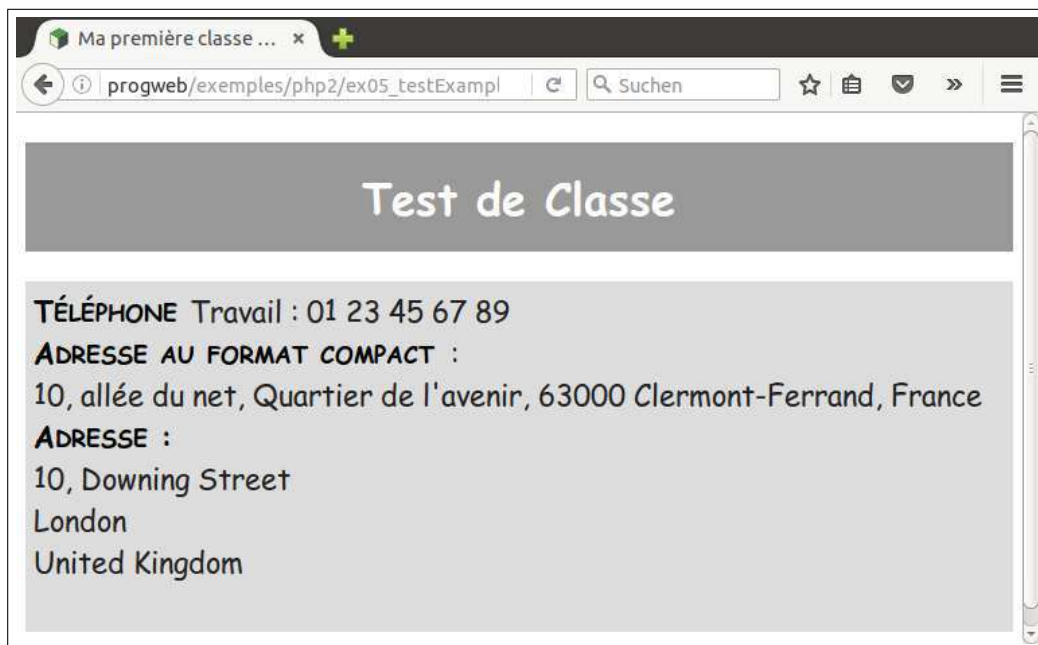 Ma première classe ...
progweb/exemples/php2/ex05_testExampl
Suchen
Test de Classe
TÉLÉPHONE Travail : 01 23 45 67 89
ADRESSE AU FORMAT COMPACT :
10, allée du net, Quartier de l'avenir, 63000 Clermont-Ferrand, France
ADRESSE :
10, Downing Street
London
United Kingdom